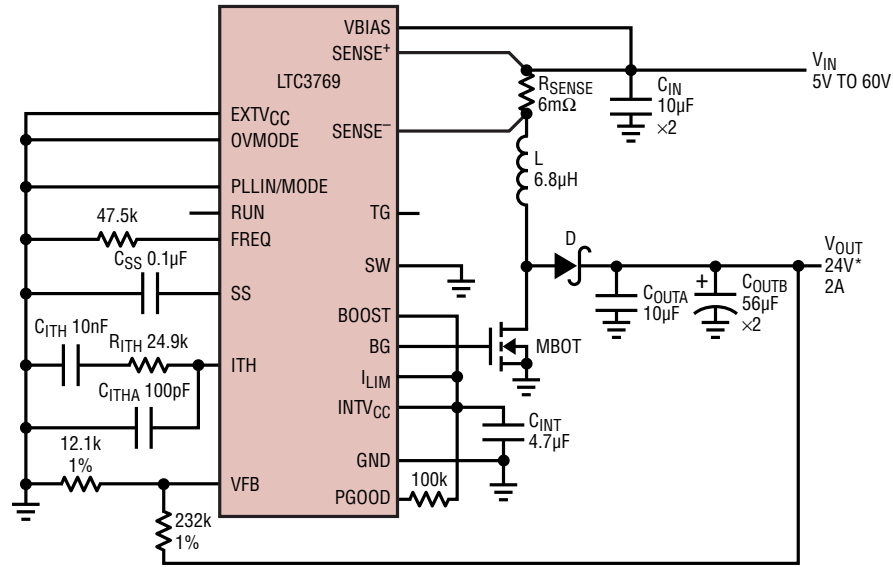 VBIAS
SENSE+
LTC3769
EXTVCC
OVMODE
SENSE–
PLLIN/MODE
RUN
TG
47.5k
FREQ
CSS 0.1µF
SW
SS
BOOST
CITH 10nF
RITH 24.9k
BG
ITH
ILIM
CITHA 100pF
INTVCC
12.1k
1%
GND
VFB
PGOOD
100k
232k
1%
RSENSE
6mΩ
CIN
10µF
×2
VIN
5V TO 60V
L
6.8µH
D
VOUT
24V*
2A
COUTA
10µF
+
COUTB
56µF
×2
MBOT
CINT
4.7µF